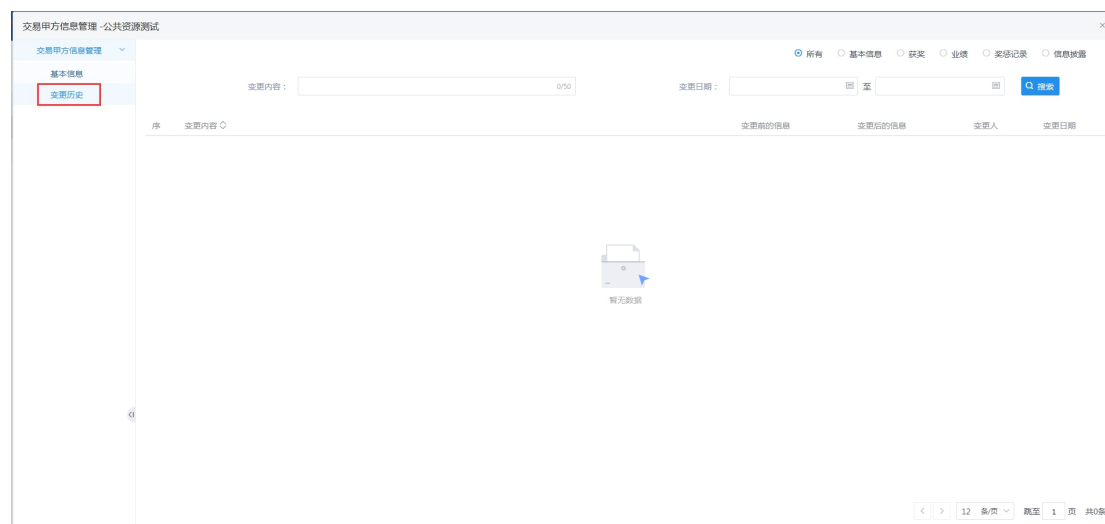 交易甲方信息管理 -公共资源测试 ×
交易甲方信息管理
基本信息
变更历史
所有 基本信息 获奖 业绩 奖惩记录 信息披露
变更内容： 0/50 变更日期： 至 搜索
序 变更内容 变更前的信息 变更后的信息 变更人 变更日期
暂无数据
< > 12 条/页 跳至 1 页 共0条